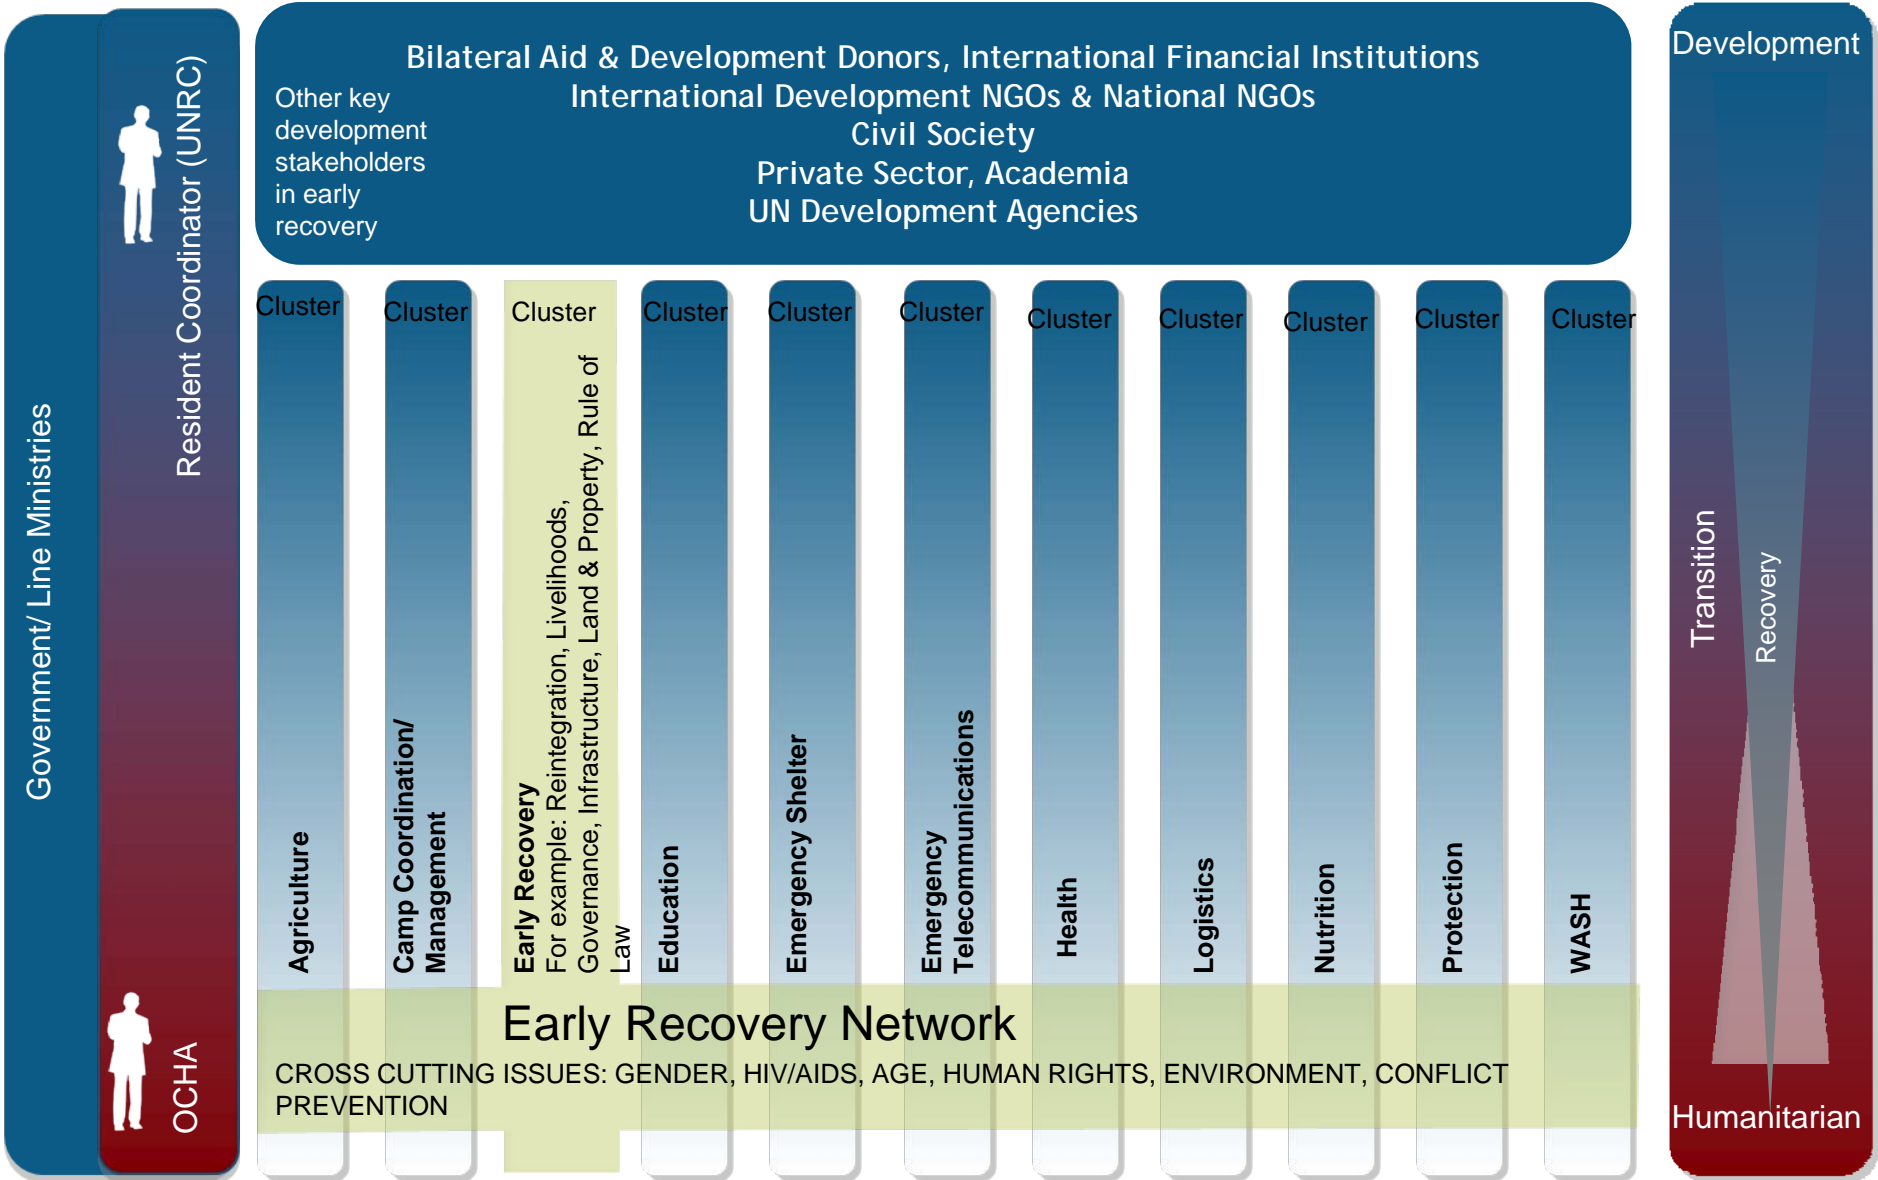 Government/ Line Ministries
Resident Coordinator (UNRC)
OCHA
Bilateral Aid & Development Donors, International Financial Institutions
International Development NGOs & National NGOs
Civil Society
Private Sector, Academia
UN Development Agencies
Other key
development
stakeholders
in early
recovery
Cluster
Agriculture
Cluster
Camp Coordination/
Management
Cluster
Early Recovery
For example: Reintegration, Livelihoods,
Governance, Infrastructure, Land & Property, Rule of
Law
Cluster
Education
Cluster
Emergency Shelter
Cluster
Emergency
Telecommunications
Cluster
Health
Cluster
Logistics
Cluster
Nutrition
Cluster
Protection
Cluster
WASH
Early Recovery Network
CROSS CUTTING ISSUES: GENDER, HIV/AIDS, AGE, HUMAN RIGHTS, ENVIRONMENT, CONFLICT
PREVENTION
Development
Transition
Recovery
Humanitarian